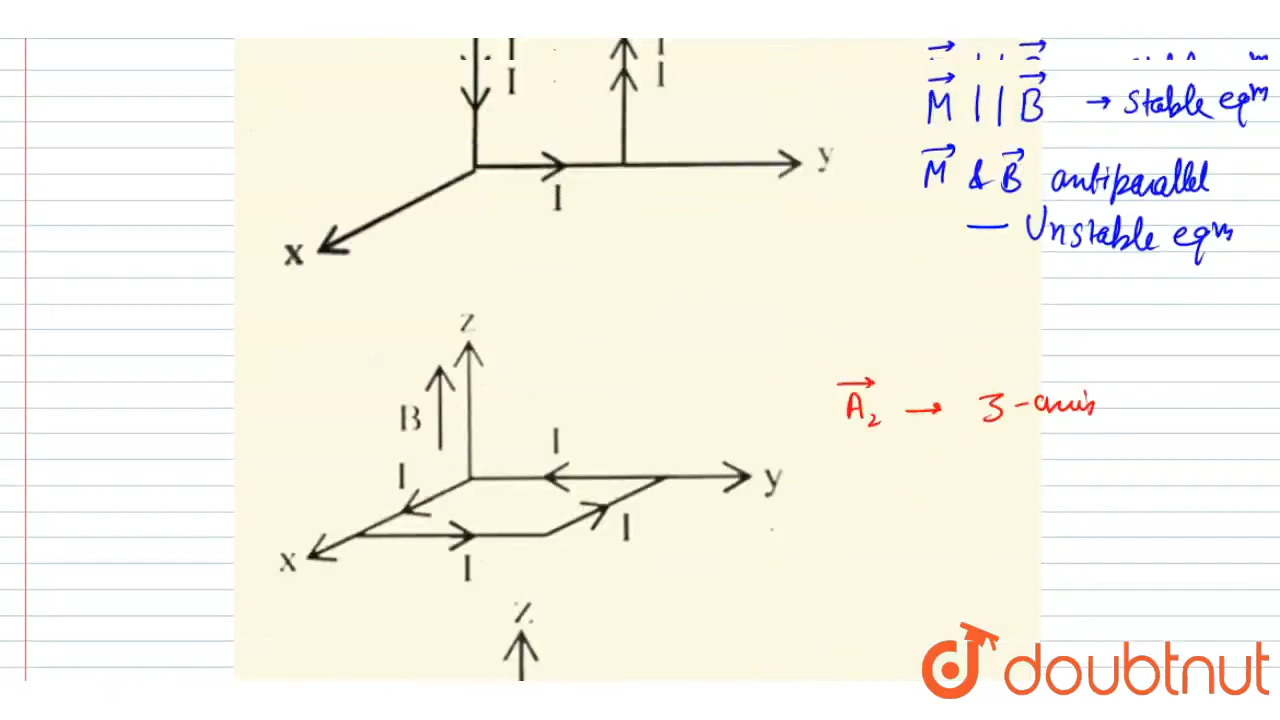 I
I
I
I
y
I
x
M || B → Stable eqm
M & B antiparallel
— Unstable eqm
z
B
I
I
y
x
I
I
A2 → 3-axis
z
doubtnut